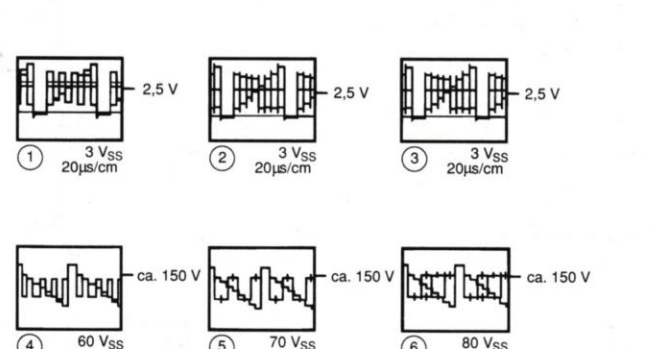 2,5 V
2,5 V
2,5 V
1 3 VSS
20µs/cm
2 3 VSS
20µs/cm
3 3 VSS
20µs/cm
ca. 150 V
ca. 150 V
ca. 150 V
4 60 VSS
5 70 VSS
6 80 VSS